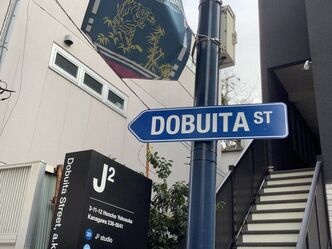 DOBUITA ST
J²
3-11-12 Honcho Yokosuka
Kanagawa 238-0041
J² studio
Dobuita Street, a